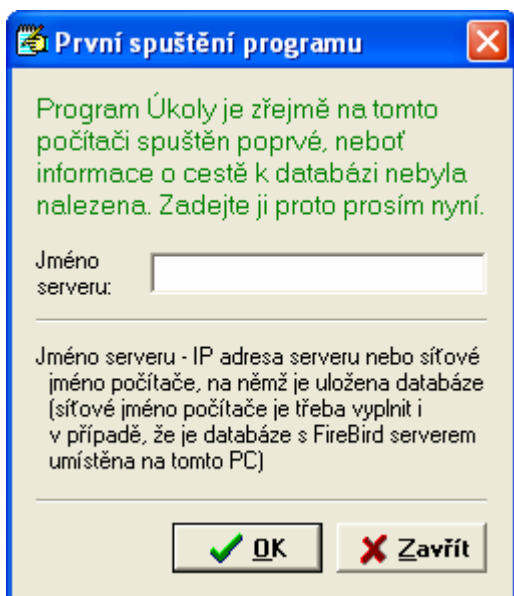 První spuštění programu
Program Úkoly je zřejmě na tomto
počítači spuštěn poprvé, neboť
informace o cestě k databázi nebyla
nalezena. Zadejte ji proto prosím nyní.
Jméno
serveru:
Jméno serveru - IP adresa serveru nebo síťové
jméno počítače, na němž je uložena databáze
(síťové jméno počítače je třeba vyplnit i
v případě, že je databáze s FireBird serverem
umístěna na tomto PC)
OK
Zavřít